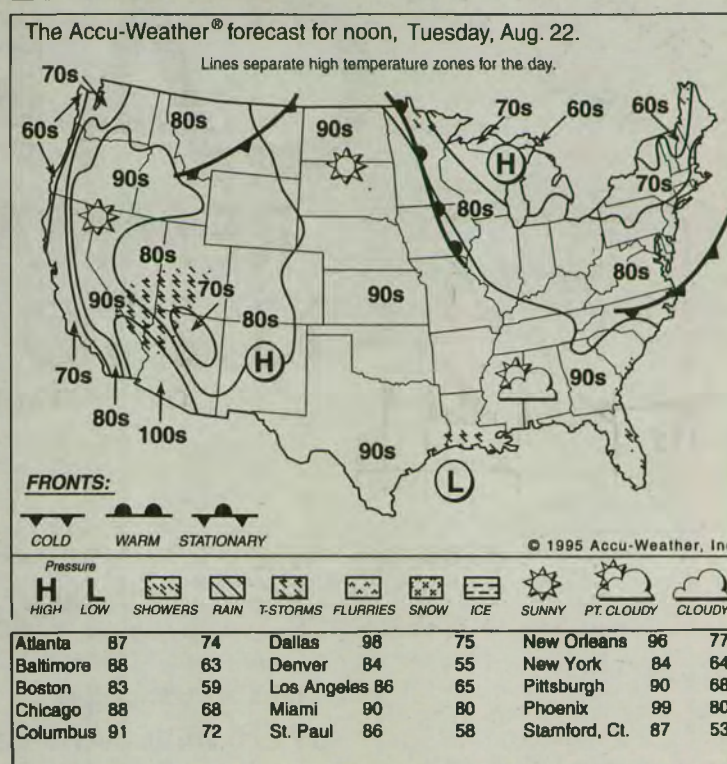 The Accu-Weather® forecast for noon, Tuesday, Aug. 22.
Lines separate high temperature zones for the day.
70s
60s
80s
90s
90s
70s
60s
60s
70s
80s
80s
90s
70s
80s
90s
80s
H
H
70s
80s
100s
90s
90s
L
FRONTS:
COLD WARM STATIONARY
© 1995 Accu-Weather, Inc
Pressure
H L
HIGH LOW SHOWERS RAIN T-STORMS FLURRIES SNOW ICE SUNNY PT. CLOUDY CLOUDY
Atlanta 87 74 Dallas 98 75 New Orleans 96 77
Baltimore 88 63 Denver 84 55 New York 84 64
Boston 83 59 Los Angeles 86 65 Pittsburgh 90 68
Chicago 88 68 Miami 90 80 Phoenix 99 80
Columbus 91 72 St. Paul 86 58 Stamford, Ct. 87 53